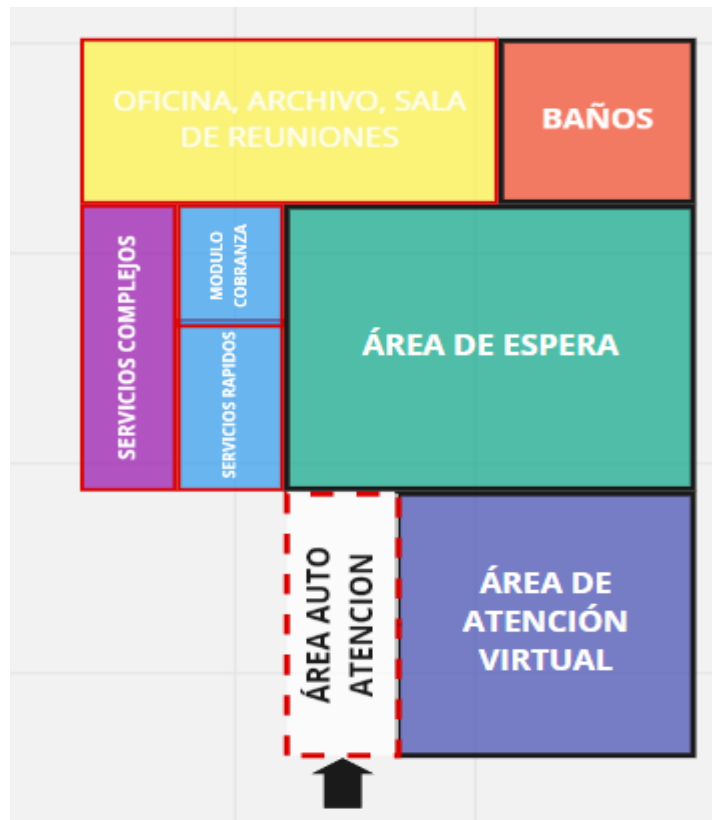 OFICINA, ARCHIVO, SALA
DE REUNIONES
BAÑOS
SERVICIOS COMPLEJOS
MODULO
COBRANZA
SERVICIOS RAPIDOS
ÁREA DE ESPERA
ÁREA AUTO
ATENCION
ÁREA DE
ATENCIÓN
VIRTUAL